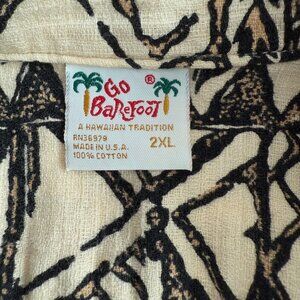 Go ®
BaReFooT
A HAWAIIAN TRADITION
RN36979
MADE IN U.S.A.
100% COTTON
2XL